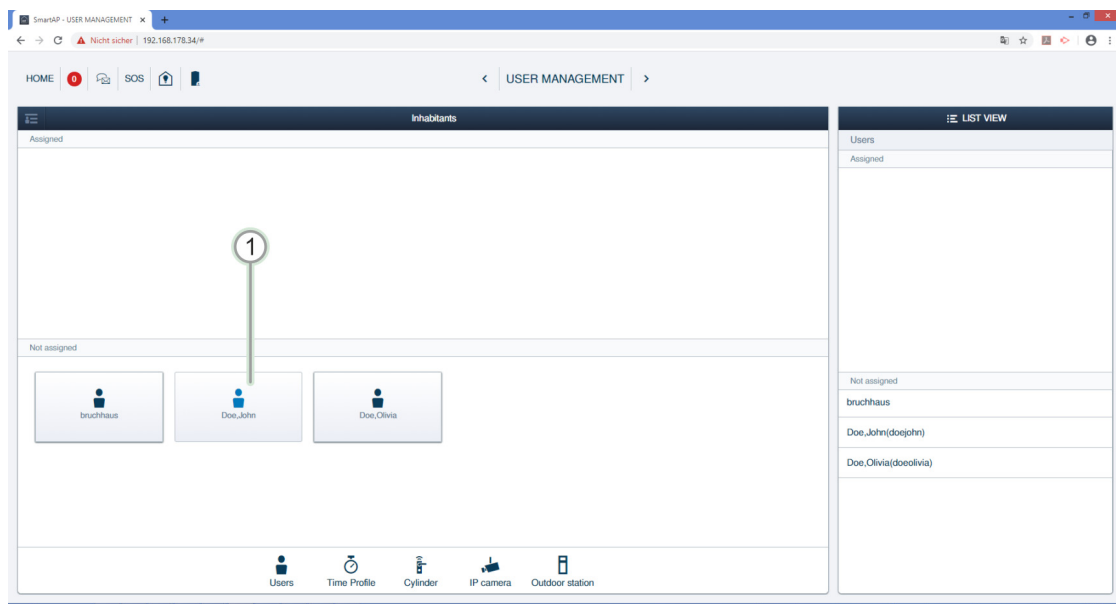 SmartAP - USER MANAGEMENT
Nicht sicher | 192.168.178.34/#
HOME 0 SOS USER MANAGEMENT
Inhabitants
Assigned
1
Not assigned
bruchhaus Doe,John Doe,Olivia
Users Time Profile Cylinder IP camera Outdoor station
LIST VIEW
Users
Assigned
Not assigned
bruchhaus
Doe,John(doejohn)
Doe,Olivia(doeolivia)